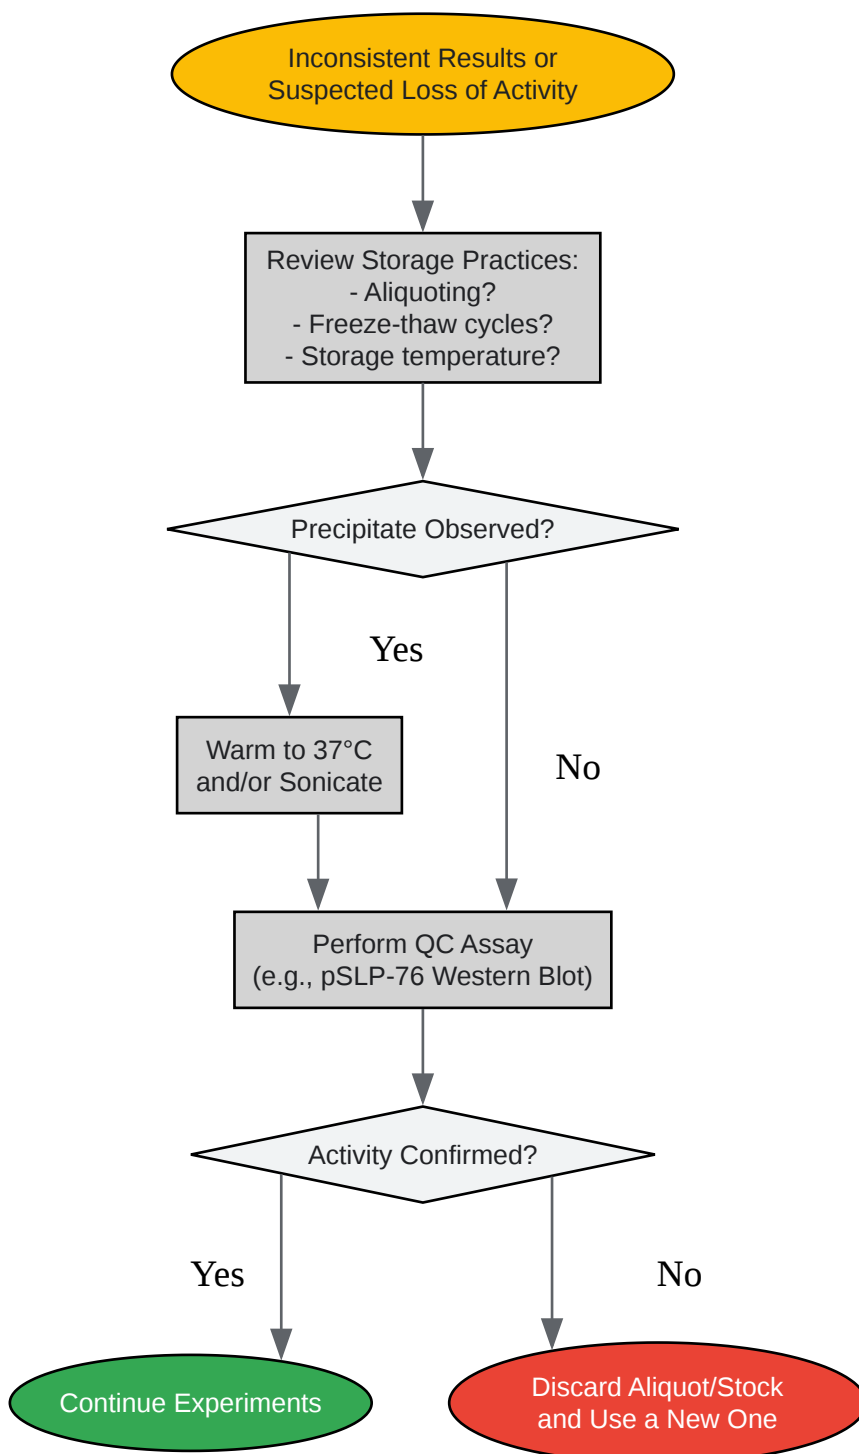 Inconsistent Results or
Suspected Loss of Activity
Review Storage Practices:
- Aliquoting?
- Freeze-thaw cycles?
- Storage temperature?
Precipitate Observed?
Yes
Warm to 37°C
and/or Sonicate
No
Perform QC Assay
(e.g., pSLP-76 Western Blot)
Activity Confirmed?
Yes
No
Continue Experiments
Discard Aliquot/Stock
and Use a New One